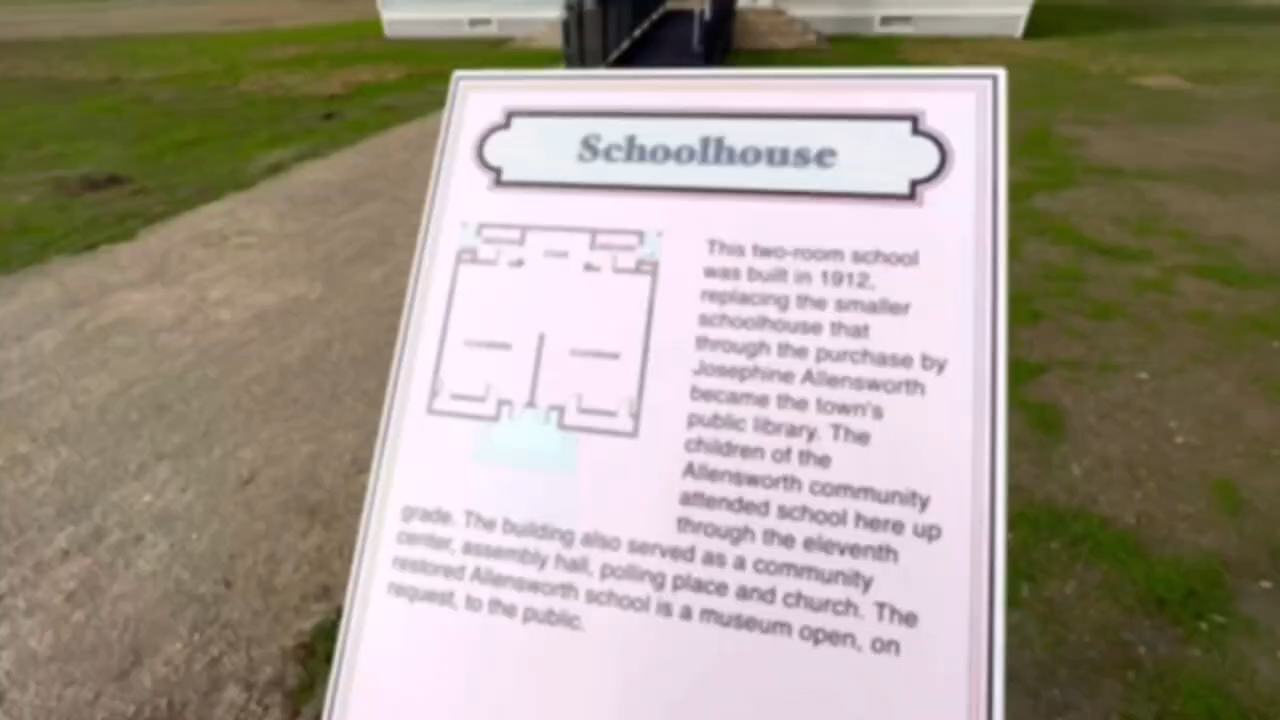 Schoolhouse
This two-room school
was built in 1912,
replacing the smaller
schoolhouse that
through the purchase by
Josephine Allensworth
became the town's
public library. The
children of the
Allensworth community
attended school here up
through the eleventh
grade. The building also served as a community
center, assembly hall, polling place and church. The
restored Allensworth school is a museum open, on
request, to the public.